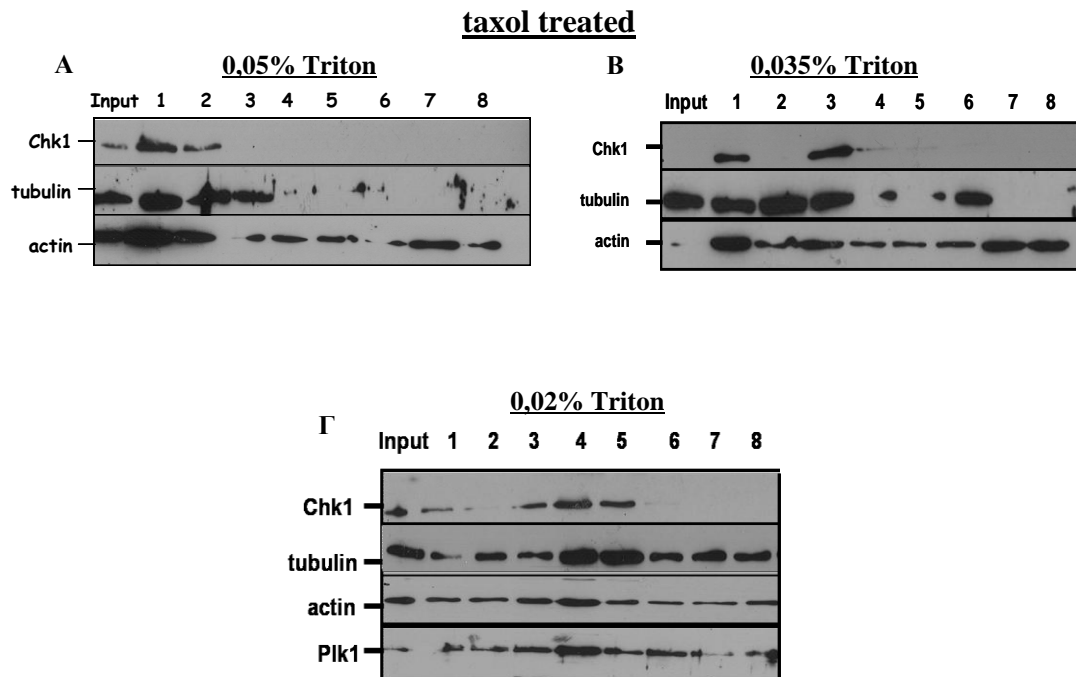 taxol treated
A 0,05% Triton
Input 1 2 3 4 5 6 7 8
Chk1
tubulin
actin
B 0,035% Triton
Input 1 2 3 4 5 6 7 8
Chk1
tubulin
actin
Γ 0,02% Triton
Input 1 2 3 4 5 6 7 8
Chk1
tubulin
actin
Plk1